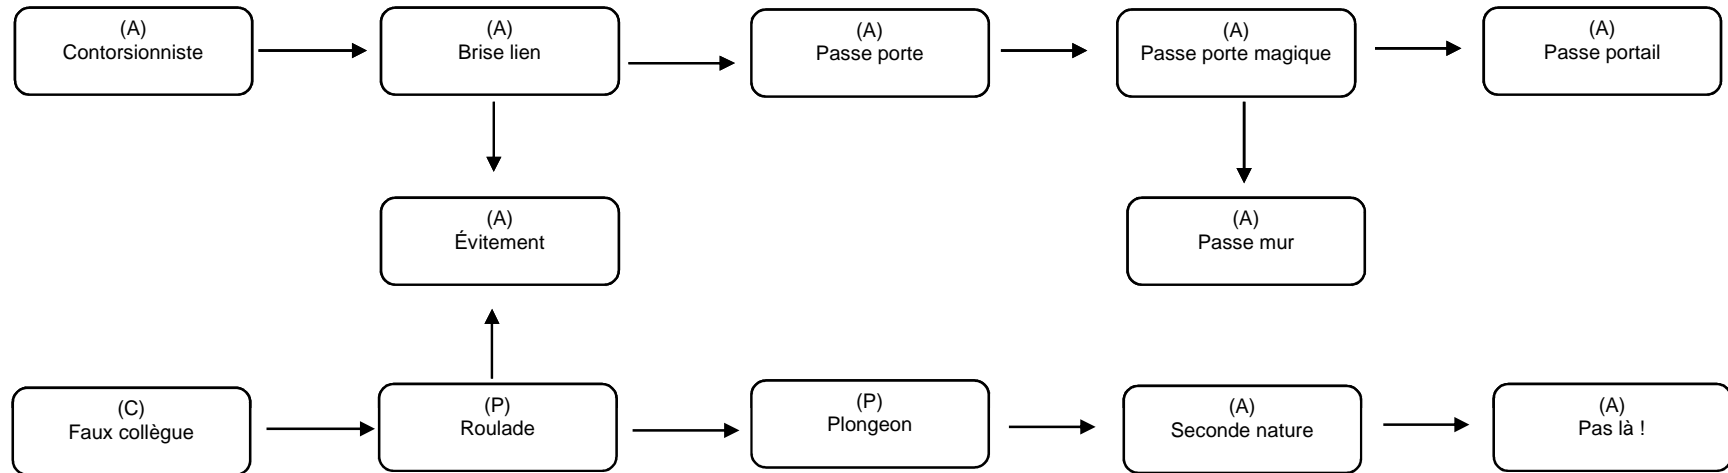 (A)
Contorsionniste
(A)
Brise lien
(A)
Passe porte
(A)
Passe porte magique
(A)
Passe portail
(A)
Évitement
(A)
Passe mur
(C)
Faux collègue
(P)
Roulade
(P)
Plongeon
(A)
Seconde nature
(A)
Pas là !